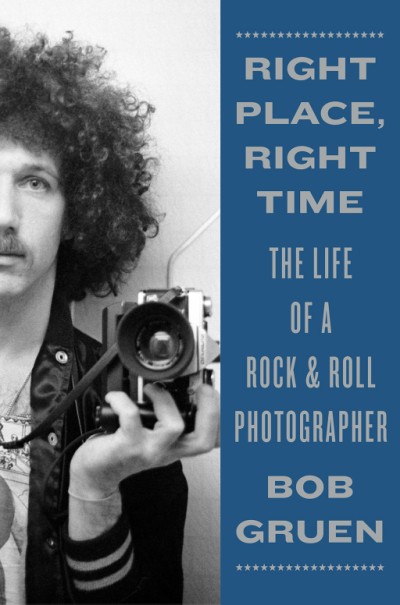 RIGHT
PLACE,
RIGHT
TIME
THE LIFE
OF A
ROCK & ROLL
PHOTOGRAPHER
BOB
GRUEN